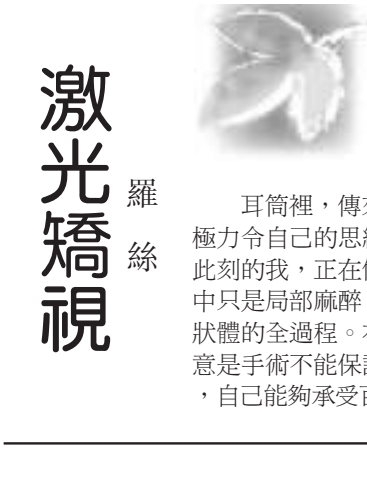 激光矯視
羅絲
耳筒裡，傳
極力令自己的思
此刻的我，正在
中只是局部麻醉
狀體的全過程。
意是手術不能保
，自己能夠承受